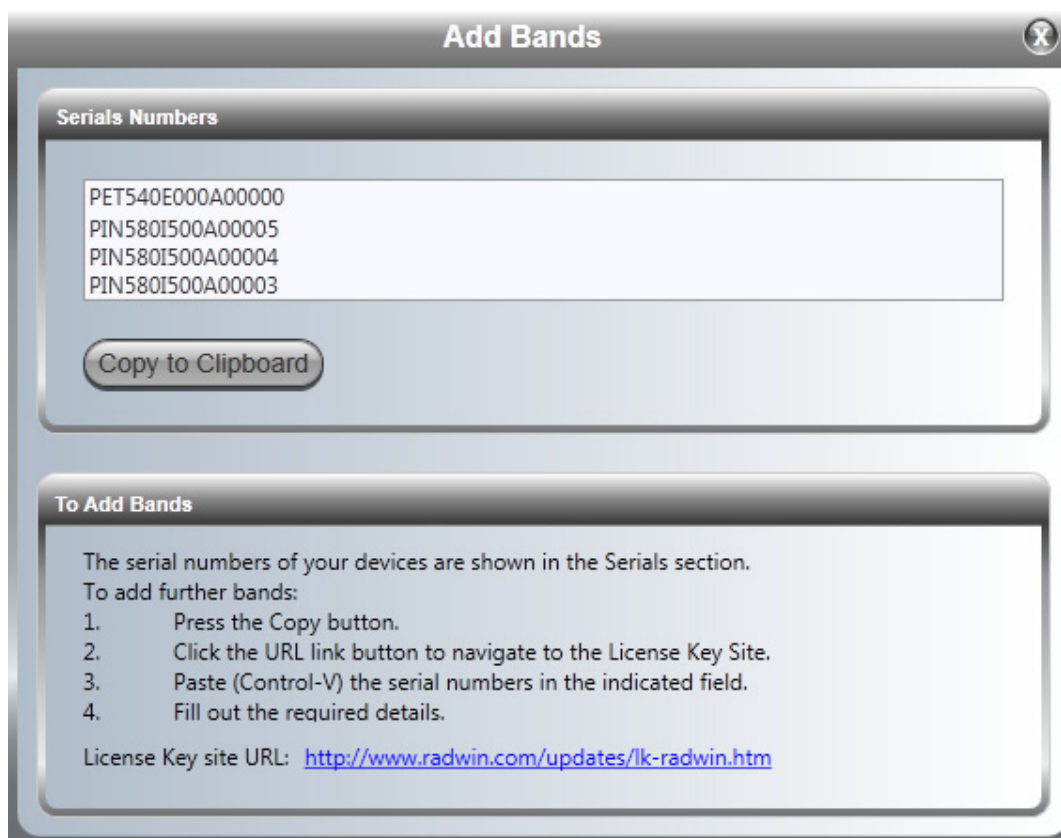 Add Bands
X
Serials Numbers
PET540E000A00000
PIN580I500A00005
PIN580I500A00004
PIN580I500A00003
Copy to Clipboard
To Add Bands
The serial numbers of your devices are shown in the Serials section.
To add further bands:
1. Press the Copy button.
2. Click the URL link button to navigate to the License Key Site.
3. Paste (Control-V) the serial numbers in the indicated field.
4. Fill out the required details.
License Key site URL: http://www.radwin.com/updates/lk-radwin.htm